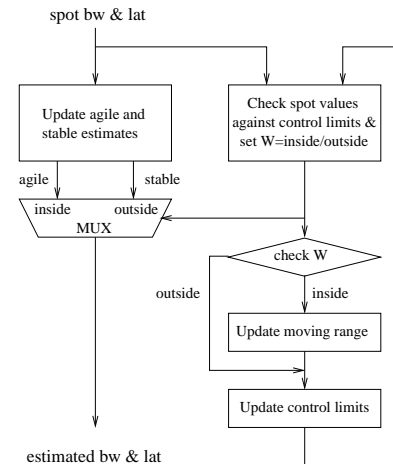 spot bw & lat
Update agile and
stable estimates
Check spot values
against control limits &
set W=inside/outside
agile
stable
inside
outside
MUX
check W
outside
inside
Update moving range
Update control limits
estimated bw & lat